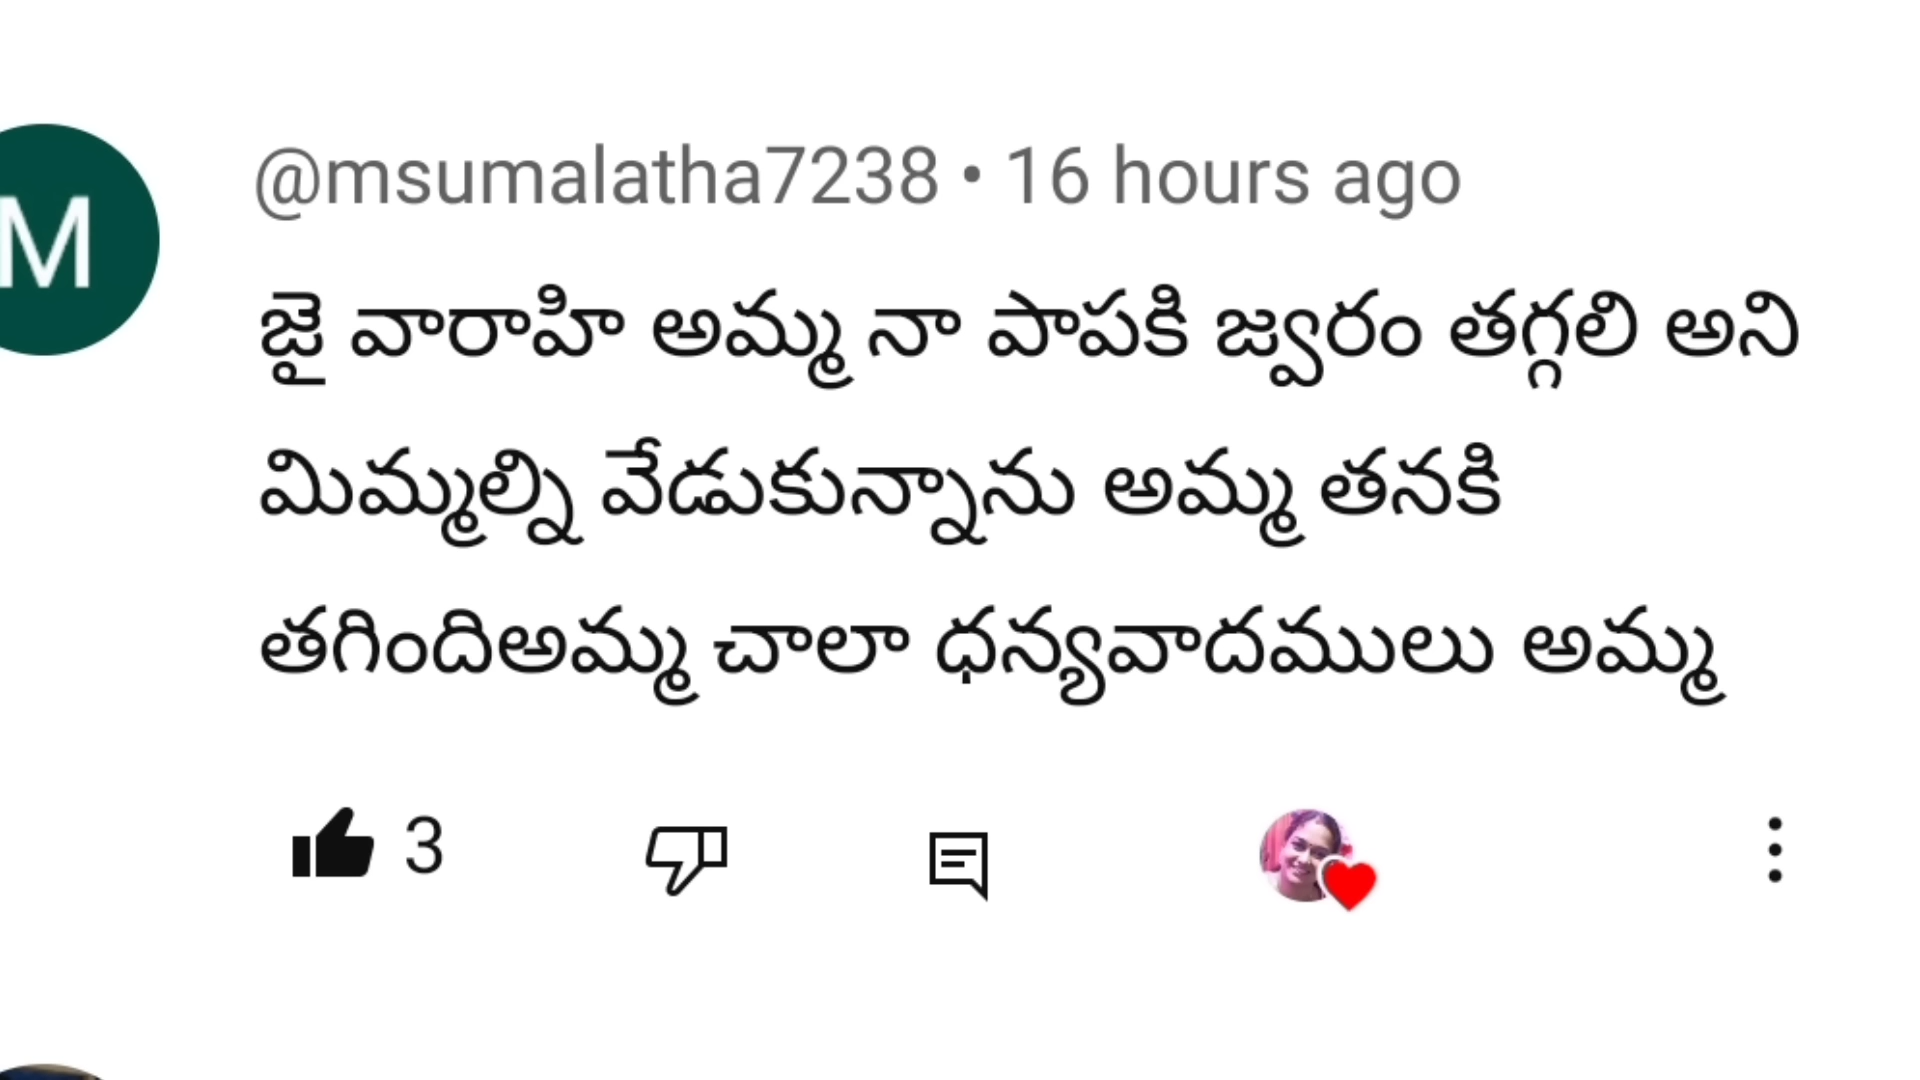 M
@msumalatha7238 • 16 hours ago
జై వారాహి అమ్మ నా పాపకి జ్వరం తగ్గలి అని
మిమ్మల్ని వేడుకున్నాను అమ్మ తనకి
తగిందిఅమ్మ చాలా ధన్యవాదములు అమ్మ
3